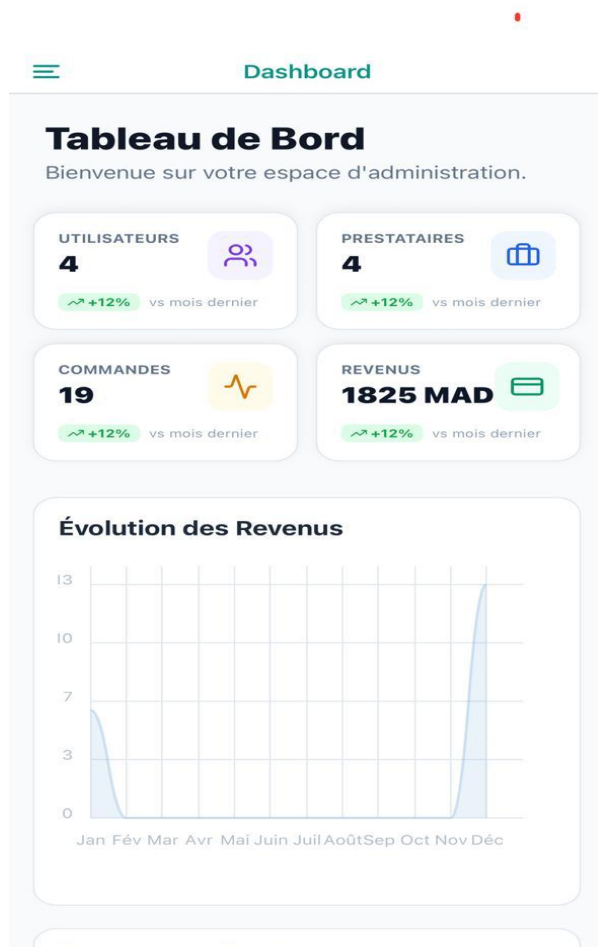 Dashboard
Tableau de Bord
Bienvenue sur votre espace d'administration.
UTILISATEURS
4
+12% vs mois dernier
PRESTATAIRES
4
+12% vs mois dernier
COMMANDES
19
+12% vs mois dernier
REVENUS
1825 MAD
+12% vs mois dernier
Évolution des Revenus
13
10
7
3
0
Jan Fév Mar Avr Mai Juin Juil Août Sep Oct Nov Déc